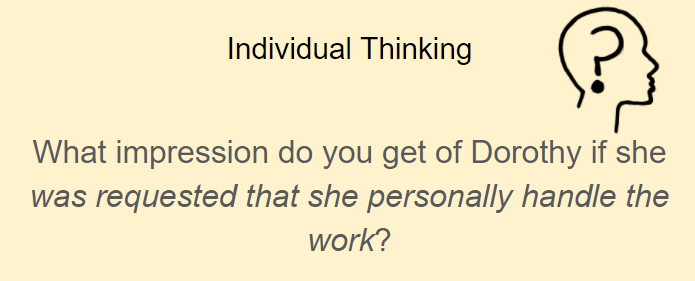 Individual Thinking
What impression do you get of Dorothy if she
was requested that she personally handle the
work?